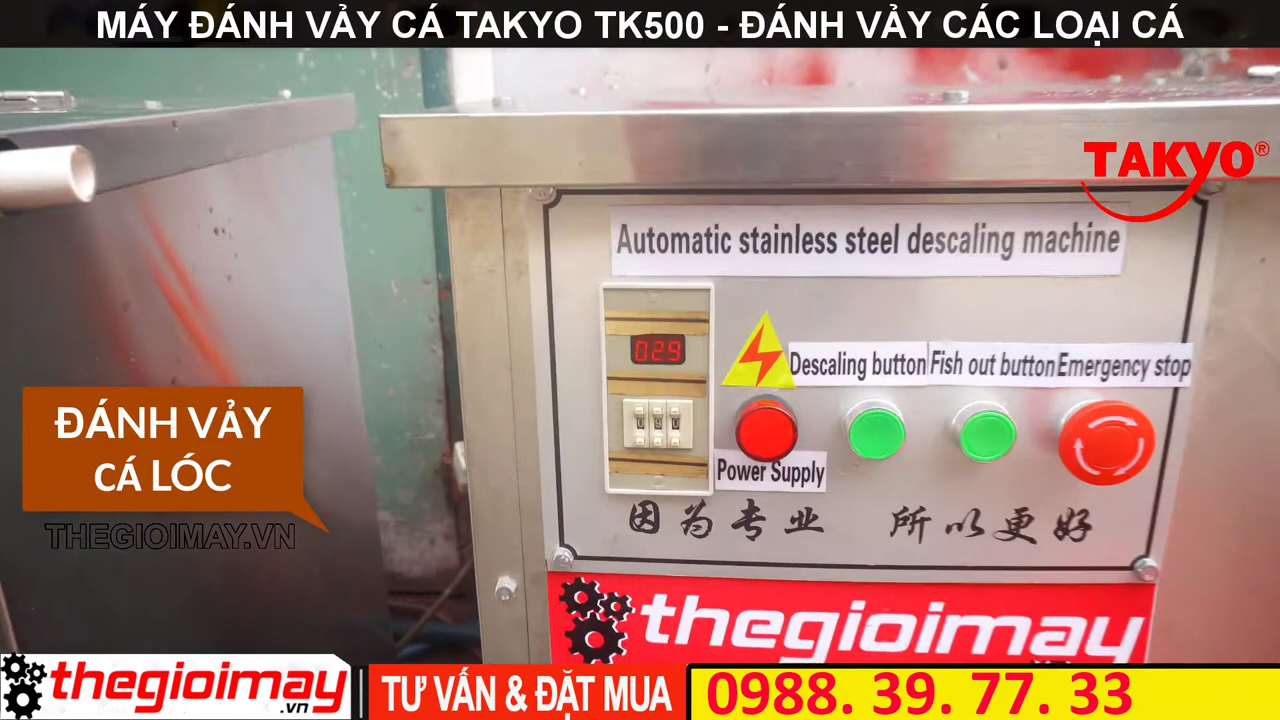 MÁY ĐÁNH VẢY CÁ TAKYO TK500 - ĐÁNH VẢY CÁC LOẠI CÁ
TAKYO®
Automatic stainless steel descaling machine
029
Descaling button
Fish out button
Emergency stop
090
Power Supply
因为专业 所以更好
ĐÁNH VẢY
CÁ LÓC
THEGIOIMAY.VN
thegioimay
thegioimay
.vn
TƯ VẤN & ĐẶT MUA
0988. 39. 77. 33